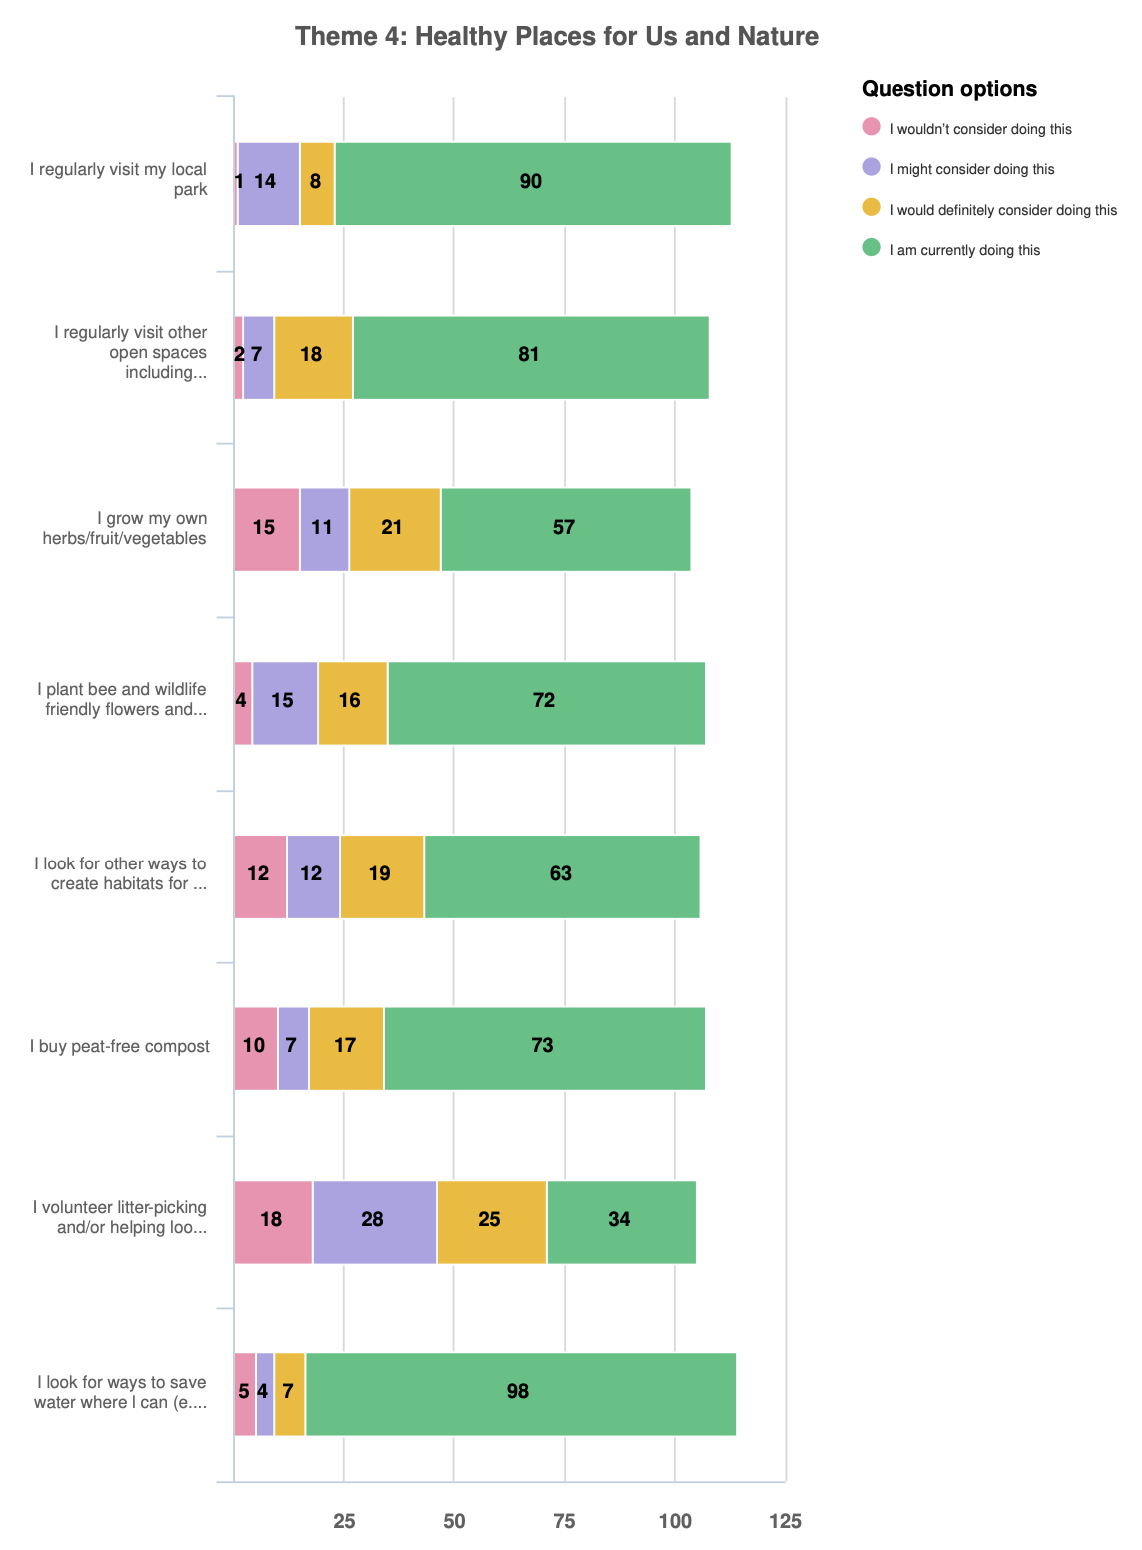 Theme 4: Healthy Places for Us and Nature
Question options
I wouldn't consider doing this
I might consider doing this
I would definitely consider doing this
I am currently doing this
I regularly visit my local
park
1 14 8 90
I regularly visit other
open spaces
including...
2 7 18 81
I grow my own
herbs/fruit/vegetables
15 11 21 57
I plant bee and wildlife
friendly flowers and...
4 15 16 72
I look for other ways to
create habitats for ...
12 12 19 63
I buy peat-free compost
10 7 17 73
I volunteer litter-picking
and/or helping loo...
18 28 25 34
I look for ways to save
water where I can (e....
5 4 7 98
25 50 75 100 125